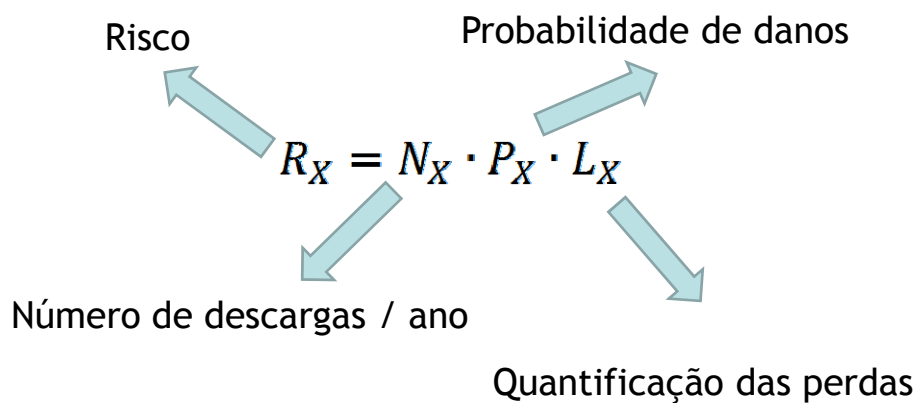 Risco
Probabilidade de danos
R_X = N_X · P_X · L_X
Número de descargas / ano
Quantificação das perdas